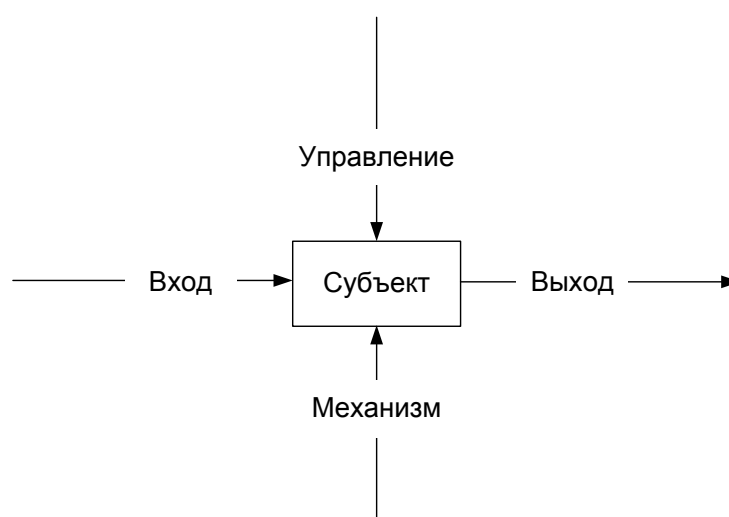 Управление
Вход
Субъект
Выход
Механизм